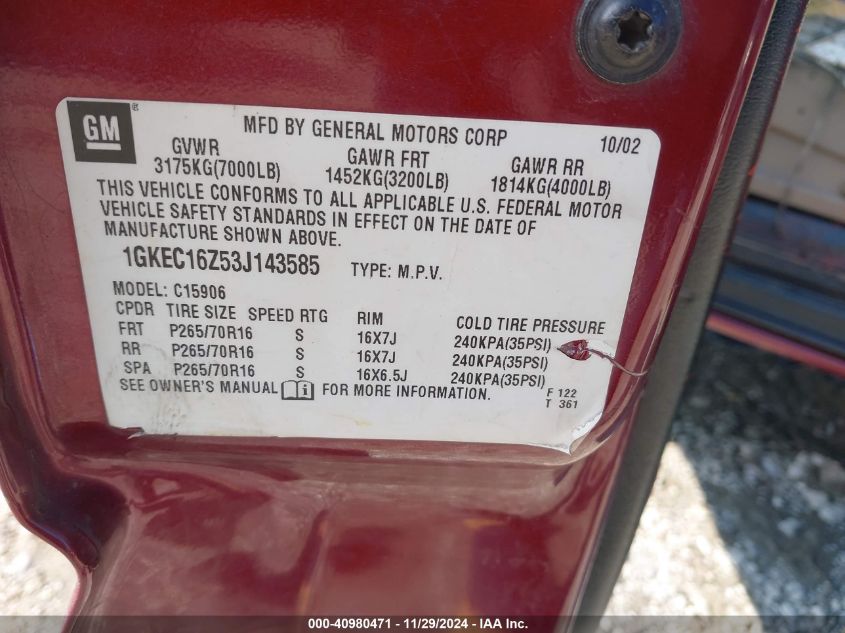 GM
MFD BY GENERAL MOTORS CORP 10/02
GVWR GAWR FRT GAWR RR
3175KG(7000LB) 1452KG(3200LB) 1814KG(4000LB)
THIS VEHICLE CONFORMS TO ALL APPLICABLE U.S. FEDERAL MOTOR
VEHICLE SAFETY STANDARDS IN EFFECT ON THE DATE OF
MANUFACTURE SHOWN ABOVE.
1GKEC16Z53J143585 TYPE: M.P.V.
MODEL: C15906
CPDR TIRE SIZE SPEED RTG RIM COLD TIRE PRESSURE
FRT P265/70R16 S 16X7J 240KPA(35PSI)
RR P265/70R16 S 16X7J 240KPA(35PSI)
SPA P265/70R16 S 16X6.5J 240KPA(35PSI)
SEE OWNER'S MANUAL i FOR MORE INFORMATION.
F 122
T 361
000-40980471 - 11/29/2024 - IAA Inc.